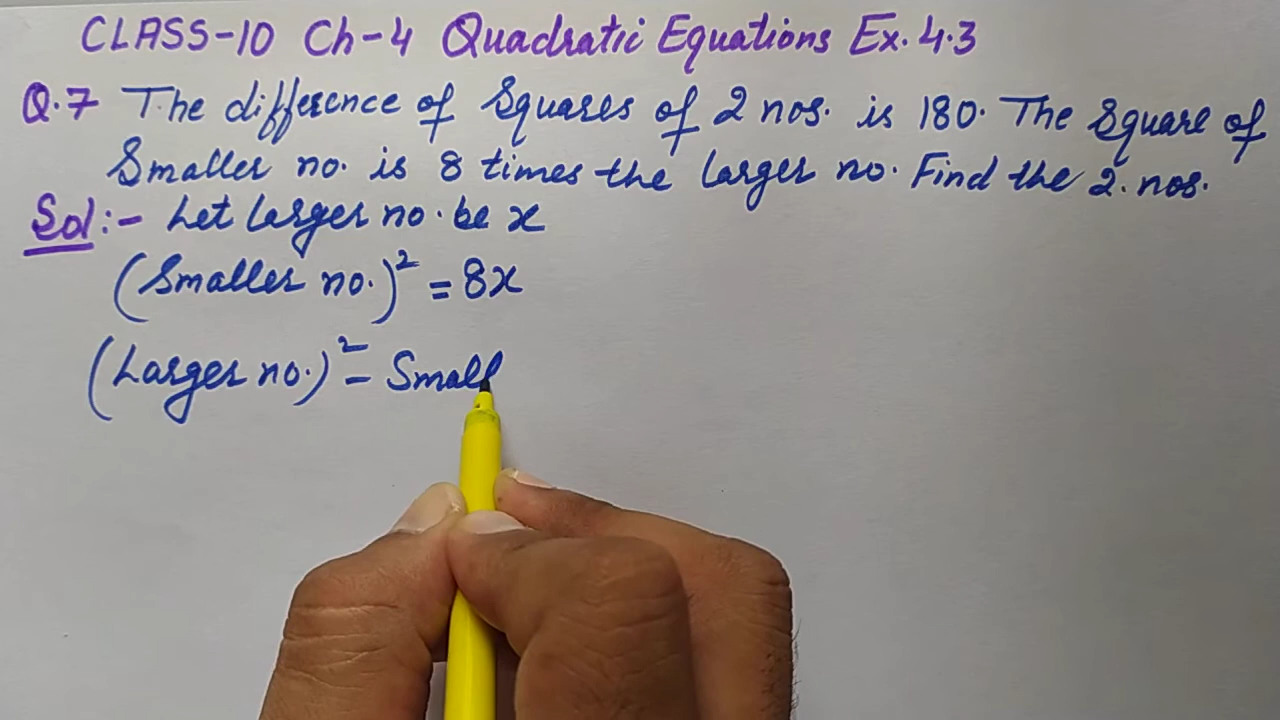 CLASS-10 Ch-4 Quadratic Equations Ex.4.3
Q.7 The difference of Squares of 2 nos. is 180. The Square of
Smaller no. is 8 times the larger no. Find the 2 nos.
Sol:- Let larger no. be x
(Smaller no.)² = 8x
(Larger no.)² - Small